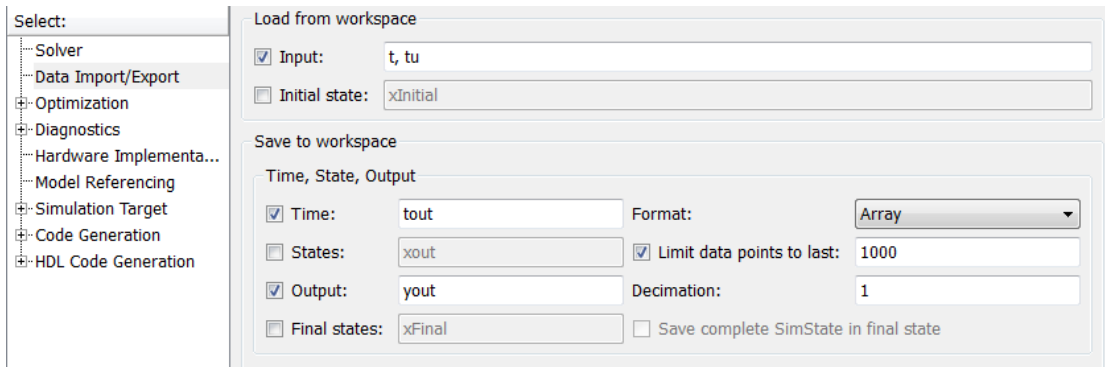 Select:
Solver
Data Import/Export
Optimization
Diagnostics
Hardware Implementa...
Model Referencing
Simulation Target
Code Generation
HDL Code Generation
Load from workspace
Input: t, tu
Initial state: xInitial
Save to workspace
Time, State, Output
Time: tout Format: Array
States: xout Limit data points to last: 1000
Output: yout Decimation: 1
Final states: xFinal Save complete SimState in final state